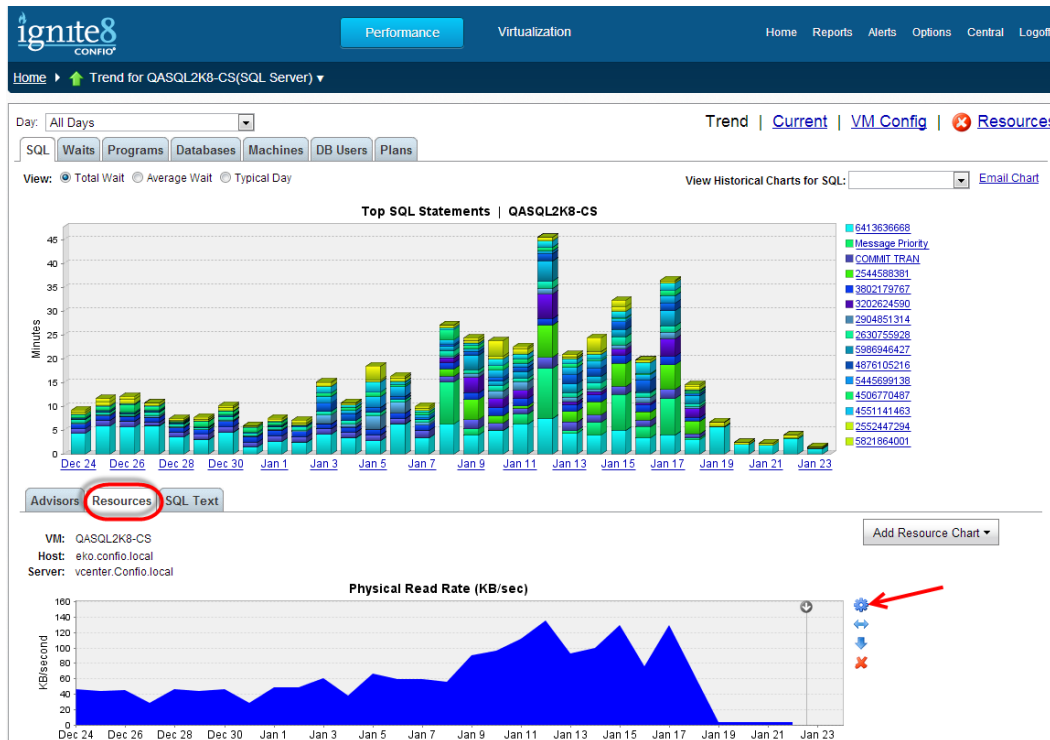 ignite8
CONFIO
Performance Virtualization Home Reports Alerts Options Central Logoff
Home Trend for QASQL2K8-CS(SQL Server) ▾
Day: All Days Trend | Current | VM Config | Resources
SQL Waits Programs Databases Machines DB Users Plans
View: Total Wait Average Wait Typical Day View Historical Charts for SQL: Email Chart
Top SQL Statements | QASQL2K8-CS
Minutes
45
40
35
30
25
20
15
10
5
0
Dec 24 Dec 26 Dec 28 Dec 30 Jan 1 Jan 3 Jan 5 Jan 7 Jan 9 Jan 11 Jan 13 Jan 15 Jan 17 Jan 19 Jan 21 Jan 23
6413636668
Message Priority
COMMIT TRAN
2544588381
3802179767
3202624590
2904851314
2630755928
5986946427
4876105216
5445699138
4506770487
4551141463
2552447294
5821864001
Advisors Resources SQL Text
VM: QASQL2K8-CS
Host: eko.confio.local
Server: vcenter.Confio.local
Add Resource Chart ▾
Physical Read Rate (KB/sec)
KB/second
160
140
120
100
80
60
40
20
0
Dec 24 Dec 26 Dec 28 Dec 30 Jan 1 Jan 3 Jan 5 Jan 7 Jan 9 Jan 11 Jan 13 Jan 15 Jan 17 Jan 19 Jan 21 Jan 23